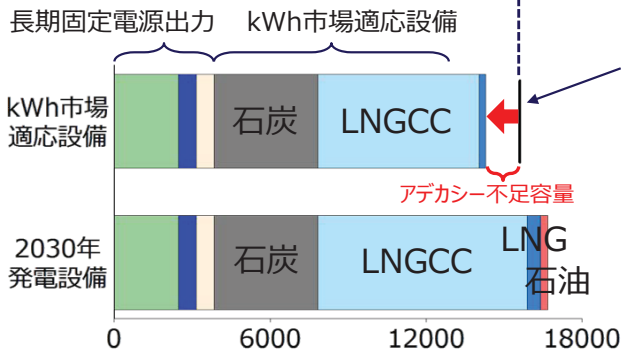 長期固定電源出力 kWh市場適応設備
kWh市場
適応設備
石炭 LNGCC
アデカシー不足容量
2030年
発電設備
石炭 LNGCC
LNG
石油
0 6000 12000 18000